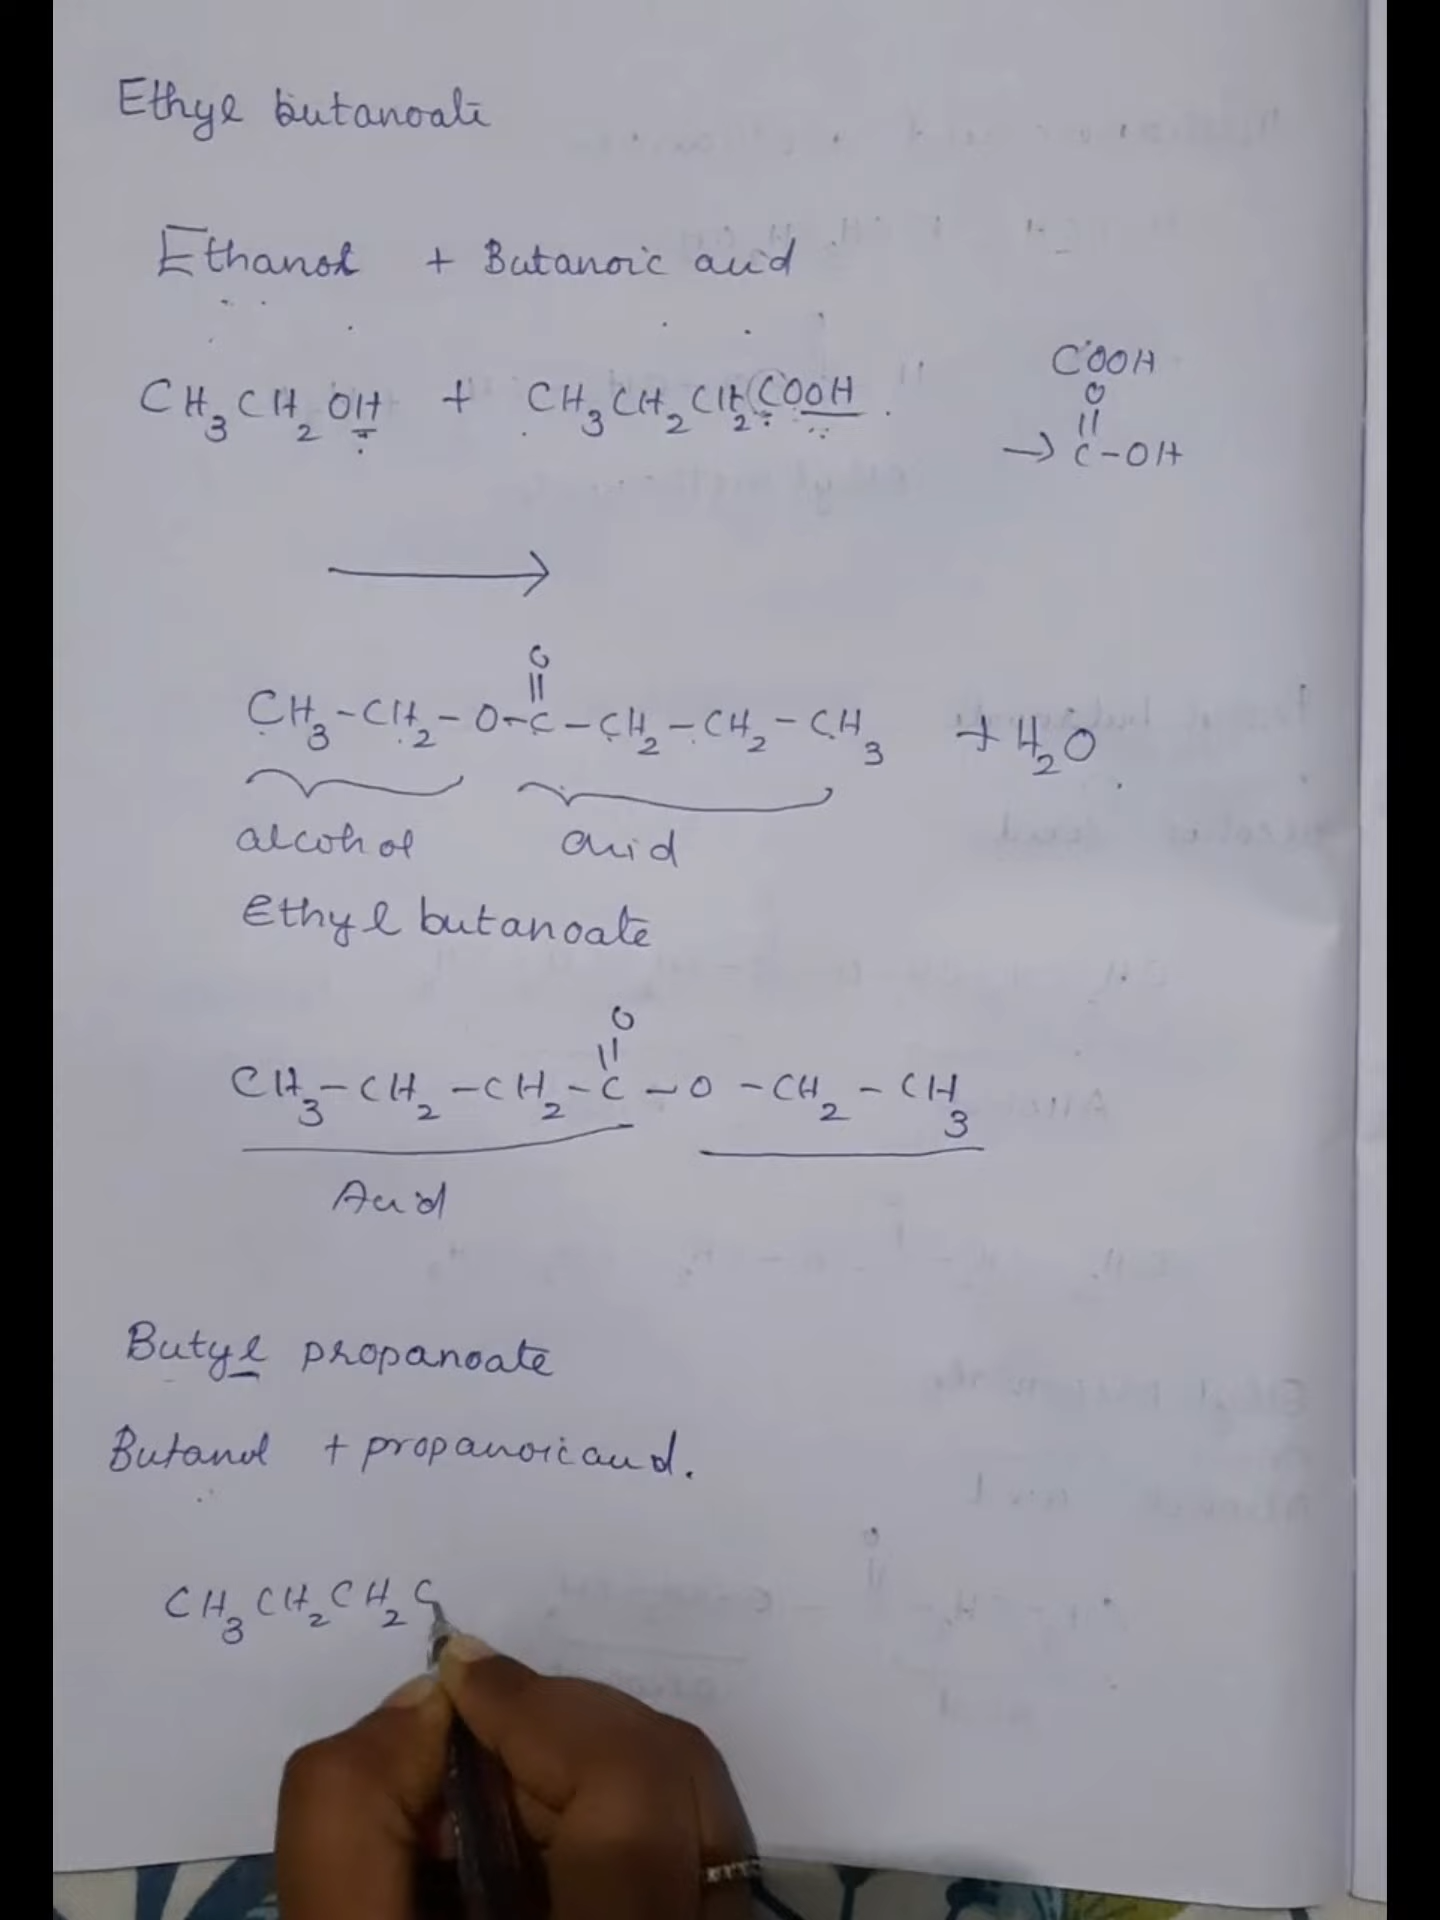 Ethyl butanoate
Ethanol + Butanoic acid
CH3CH2OH + CH3CH2CH2COOH.
COOH
O
||
→ C-OH
→
O
||
CH3-CH2-O-C-CH2-CH2-CH3 + H2O
alcohol acid
Ethyl butanoate
O
||
CH3-CH2-CH2-C-O-CH2-CH3
Acid
Butyl propanoate
Butanol + propanoic acid.
CH3CH2CH2C